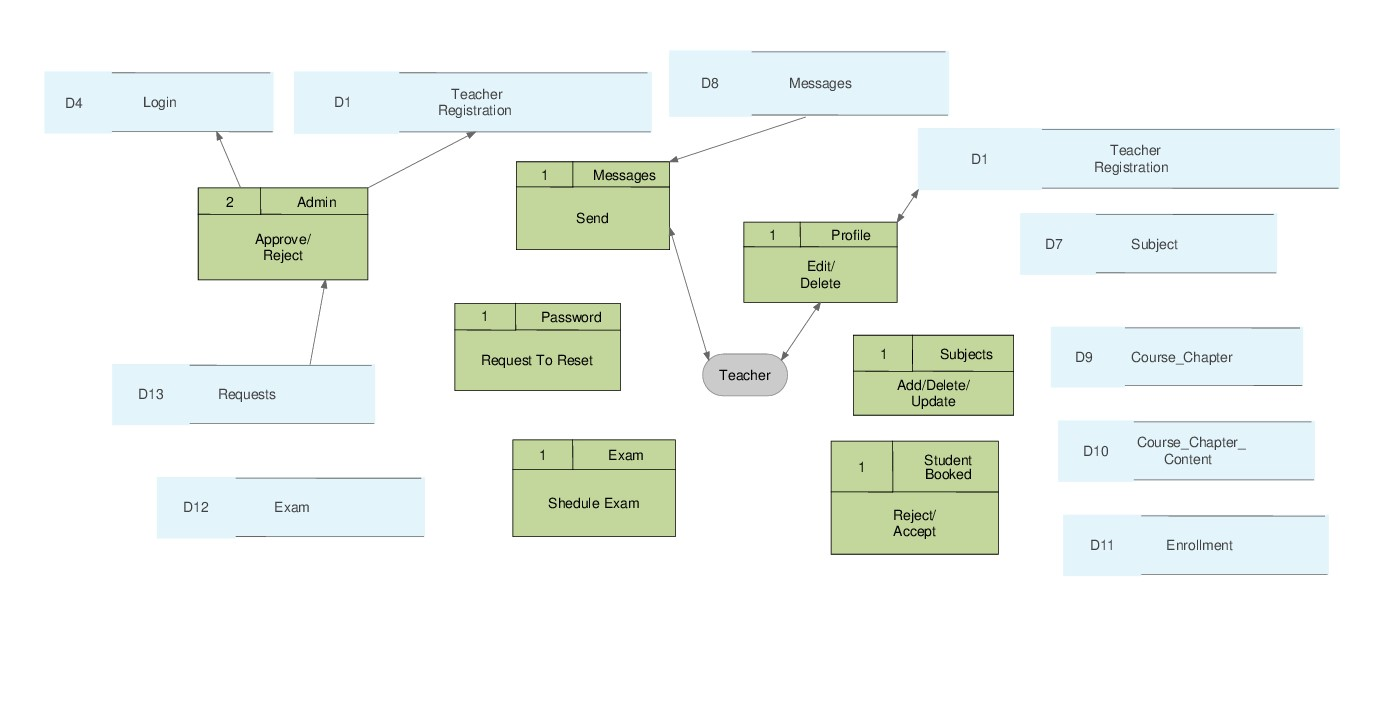 D4
Login
D1
Teacher
Registration
D8
Messages
D1
Teacher
Registration
1
Messages
Send
2
Admin
Approve/
Reject
1
Profile
Edit/
Delete
D7
Subject
1
Password
Request To Reset
Teacher
1
Subjects
Add/Delete/
Update
D9
Course_Chapter
D13
Requests
1
Exam
Shedule Exam
1
Student
Booked
Reject/
Accept
D10
Course_Chapter_
Content
D12
Exam
D11
Enrollment